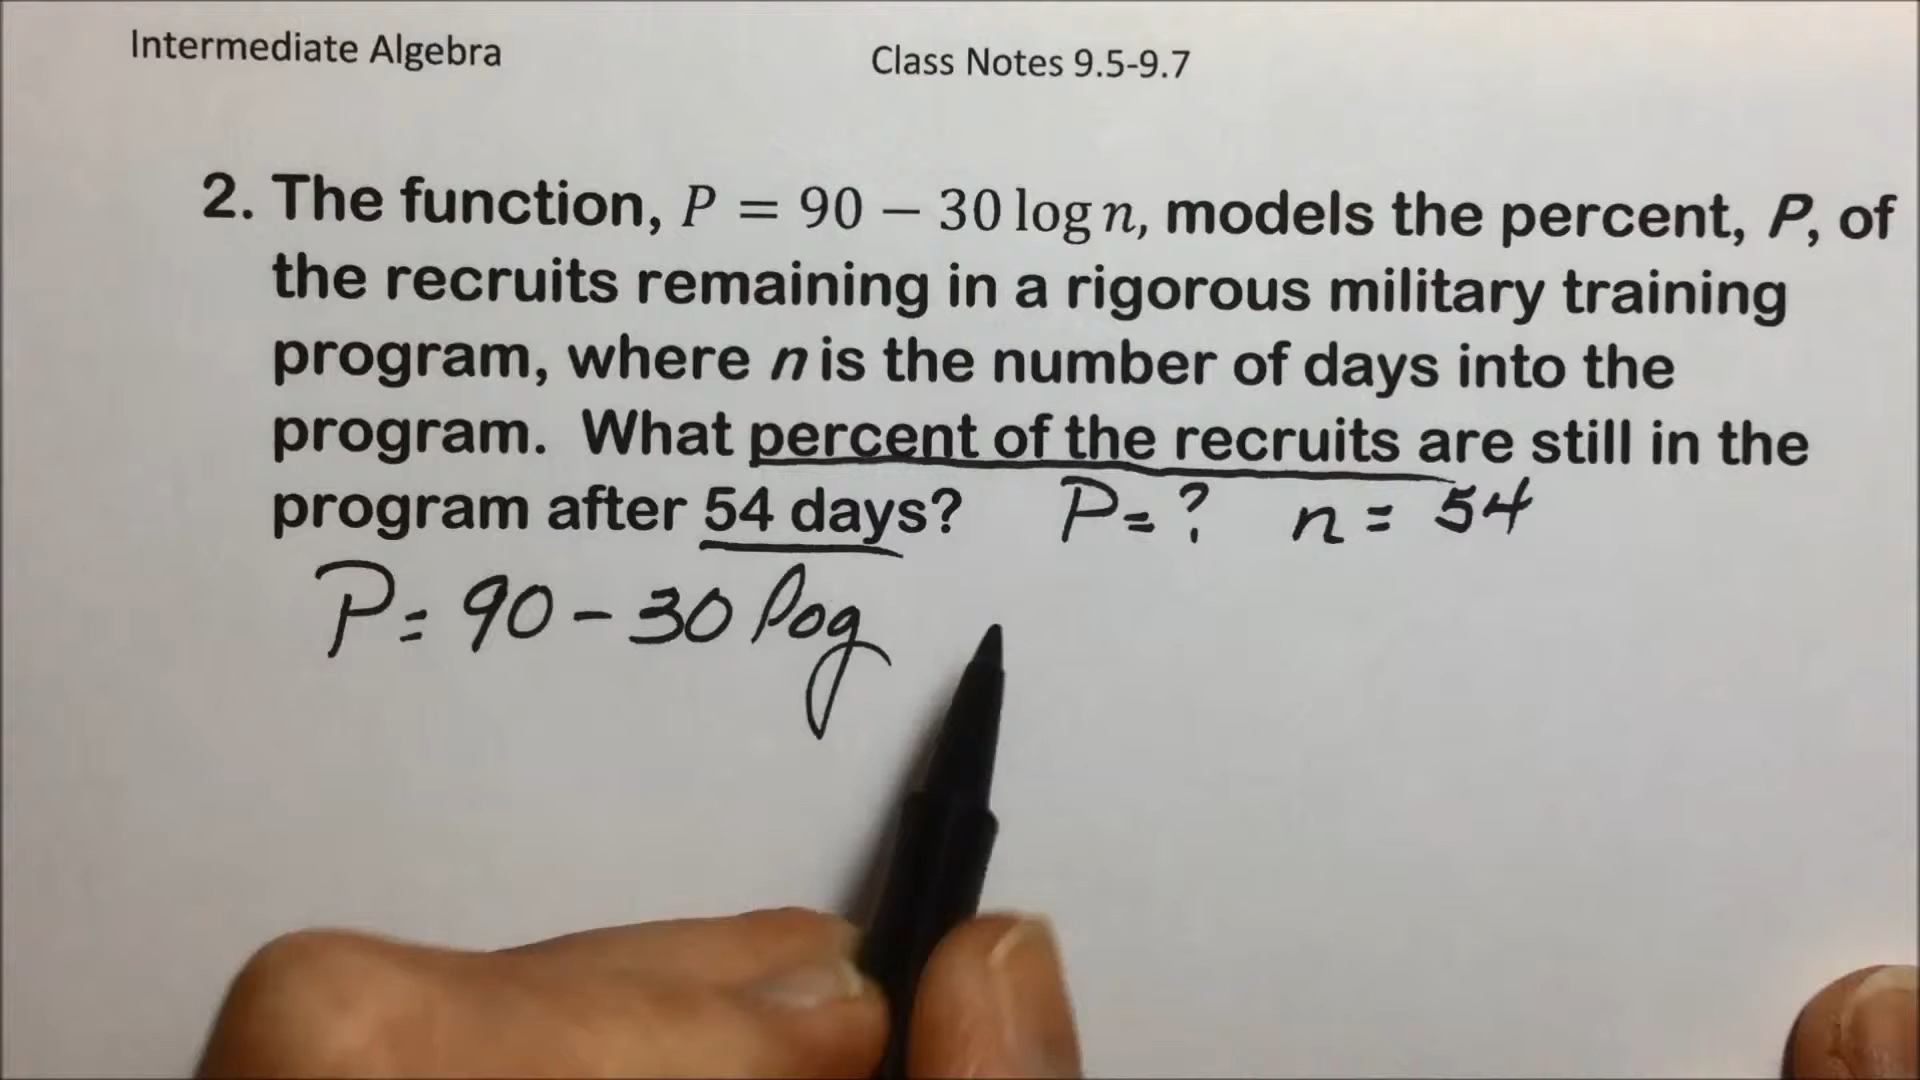 Intermediate Algebra
Class Notes 9.5-9.7
2. The function, P = 90 – 30 log n, models the percent, P, of
the recruits remaining in a rigorous military training
program, where n is the number of days into the
program. What percent of the recruits are still in the
program after 54 days? P = ? n = 54
P = 90 - 30 log